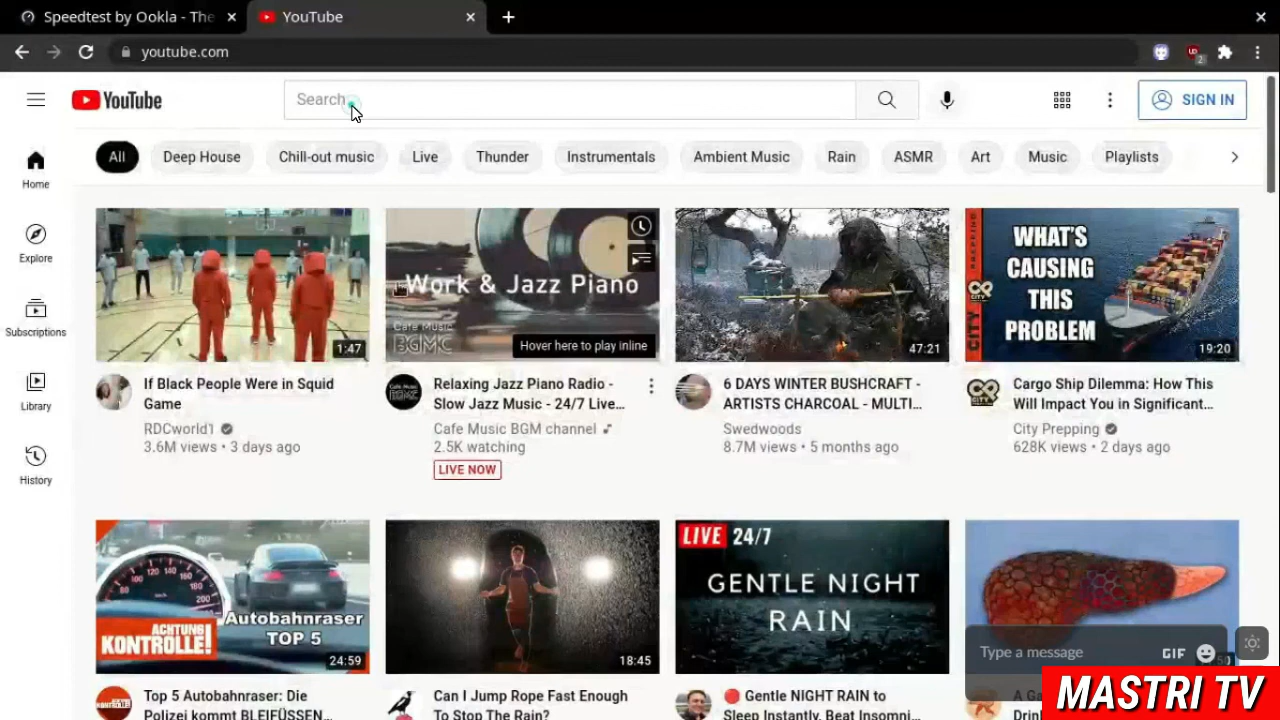 Speedtest by Ookla - The
YouTube
youtube.com
YouTube
Search
SIGN IN
All
Deep House
Chill-out music
Live
Thunder
Instrumentals
Ambient Music
Rain
ASMR
Art
Music
Playlists
Home
Explore
Subscriptions
Library
History
1:47
Work & Jazz Piano
Cafe Music
BGMC
Hover here to play inline
47:21
CITY PREPPING
WHAT'S
CAUSING
THIS
PROBLEM
19:20
If Black People Were in Squid
Game
RDCworld1
3.6M views • 3 days ago
Relaxing Jazz Piano Radio -
Slow Jazz Music - 24/7 Live...
Cafe Music BGM channel
2.5K watching
LIVE NOW
6 DAYS WINTER BUSHCRAFT -
ARTISTS CHARCOAL - MULTI...
Swedwoods
8.7M views • 5 months ago
Cargo Ship Dilemma: How This
Will Impact You in Significant...
City Prepping
628K views • 2 days ago
ACHTUNG
KONTROLLE!
Autobahnraser
TOP 5
24:59
18:45
LIVE 24/7
GENTLE NIGHT
RAIN
Type a message
GIF
Top 5 Autobahnraser: Die
Polizei kommt BLEIFÜSSEN...
Can I Jump Rope Fast Enough
To Stop The Rain?
Gentle NIGHT RAIN to
Sleep Instantly, Beat Insomni...
MASTRI TV